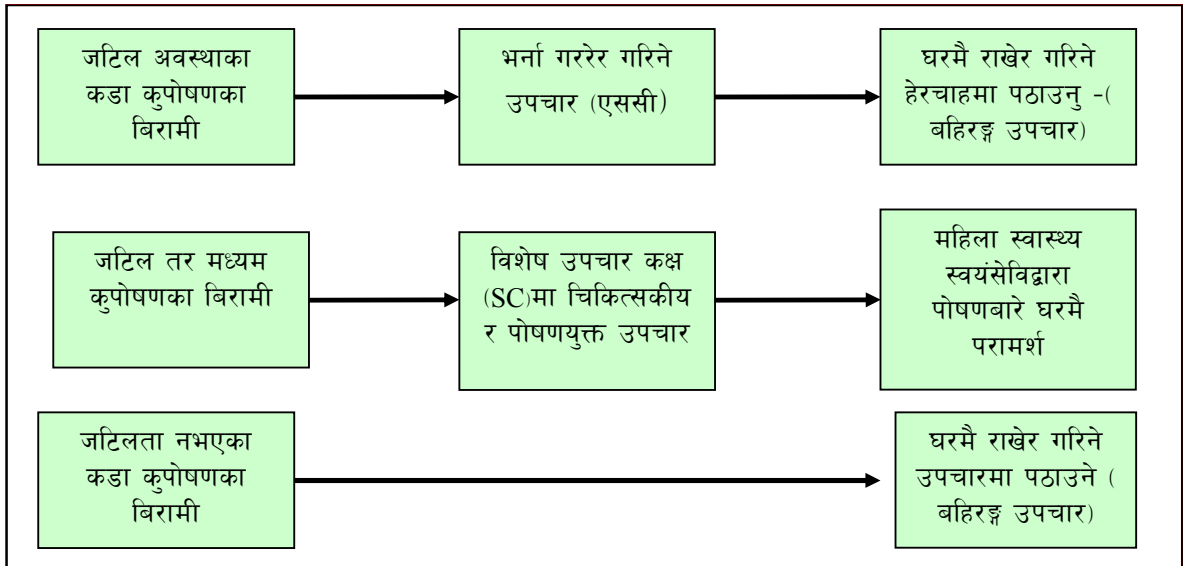 जटिल अवस्थाका
कडा कुपोषणका
बिरामी
भर्ना गररेर गरिने
उपचार (एससी)
घरमै राखेर गरिने
हेरचाहमा पठाउनु -(
बहिरङ्ग उपचार)
जटिल तर मध्यम
कुपोषणका बिरामी
विशेष उपचार कक्ष
(SC)मा चिकित्सकीय
र पोषणयुक्त उपचार
महिला स्वास्थ्य
स्वयंसेविद्वारा
पोषणबारे घरमै
परामर्श
जटिलता नभएका
कडा कुपोषणका
बिरामी
घरमै राखेर गरिने
उपचारमा पठाउने (
बहिरङ्ग उपचार)